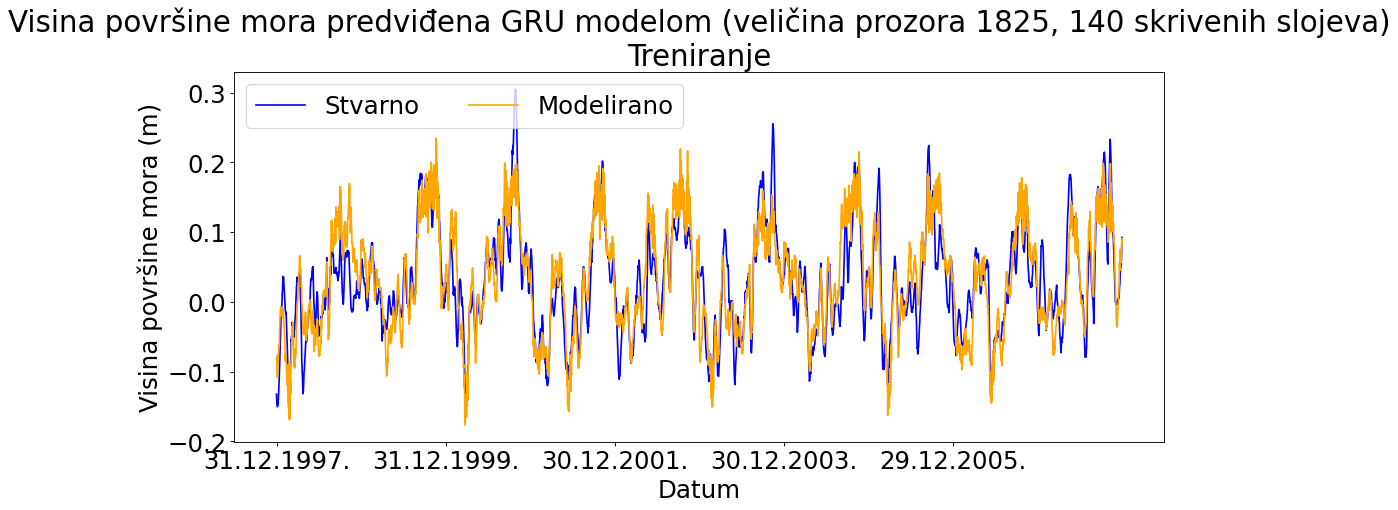 Visina površine mora predviđena GRU modelom (veličina prozora 1825, 140 skrivenih slojeva)
Treniranje
Stvarno Modelirano
Visina površine mora (m)
0.3
0.2
0.1
0.0
−0.1
−0.2
31.12.1997. 31.12.1999. 30.12.2001. 30.12.2003. 29.12.2005.
Datum